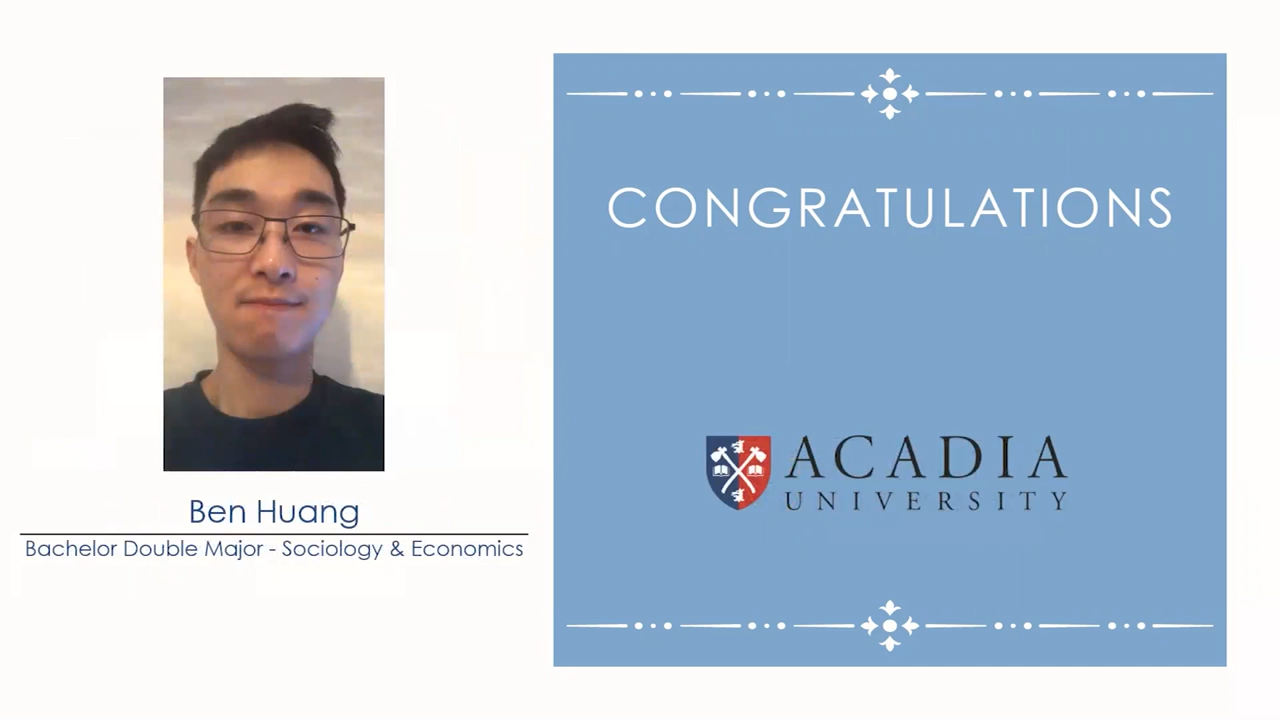 Ben Huang
Bachelor Double Major - Sociology & Economics
CONGRATULATIONS
ACADIA
UNIVERSITY